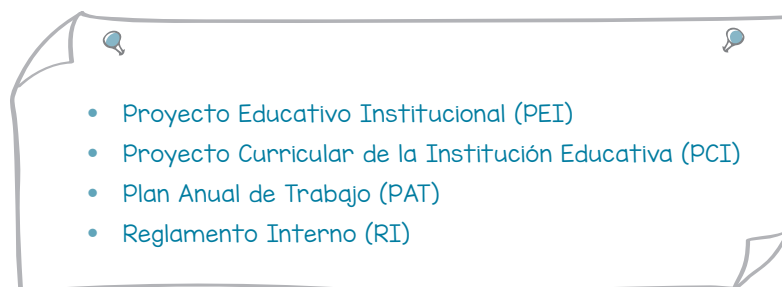 • Proyecto Educativo Institucional (PEI)
• Proyecto Curricular de la Institución Educativa (PCI)
• Plan Anual de Trabajo (PAT)
• Reglamento Interno (RI)